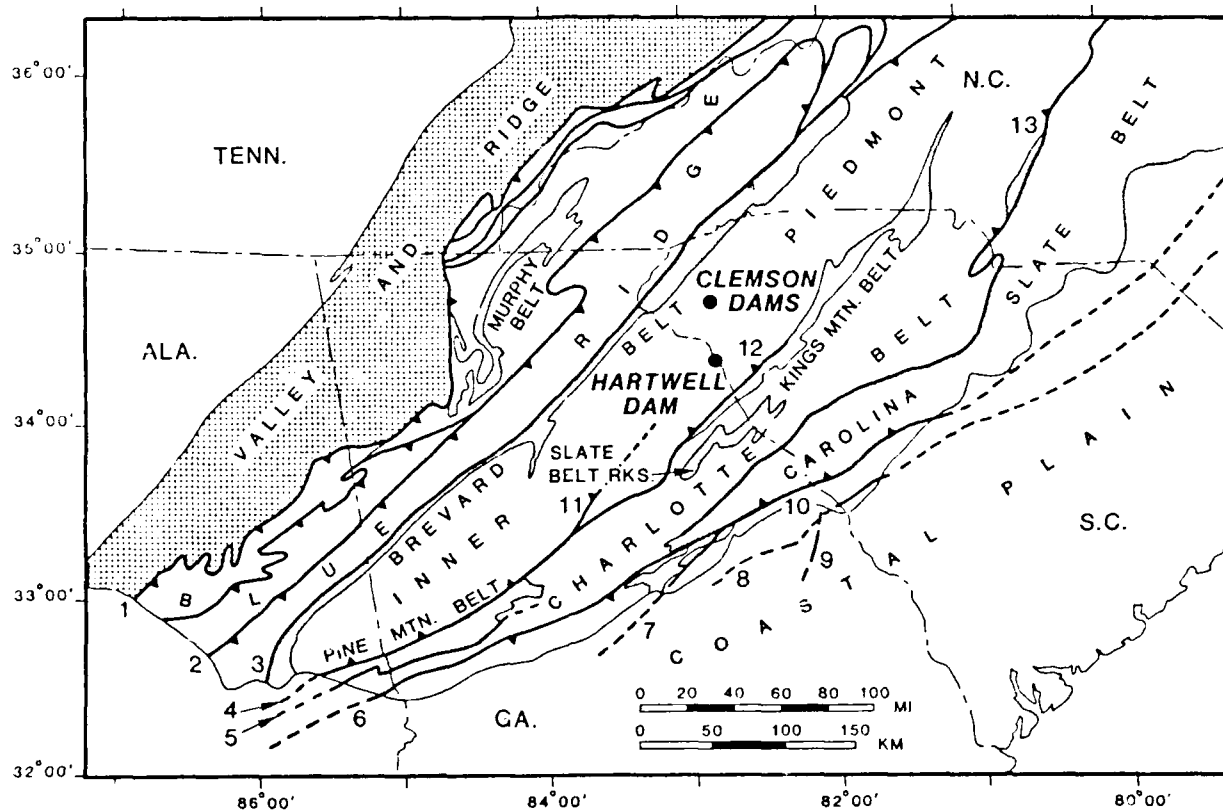 36°00'
35°00'
34°00'
33°00'
32°00'
86°00'
84°00'
82°00'
80°00'
TENN.
ALA.
GA.
N.C.
S.C.
VALLEY AND RIDGE
BLUE RIDGE
MURPHY
BELT
BREVARD BELT
INNER PIEDMONT
PINE MTN. BELT
CLEMSON
DAMS
HARTWELL
DAM
KINGS MTN. BELT
SLATE
BELT RKS.
CHARLOTTE BELT
CAROLINA SLATE BELT
COASTAL PLAIN
1
2
3
4
5
6
7
8
9
10
11
12
13
0 20 40 60 80 100
MI
0 50 100 150
KM